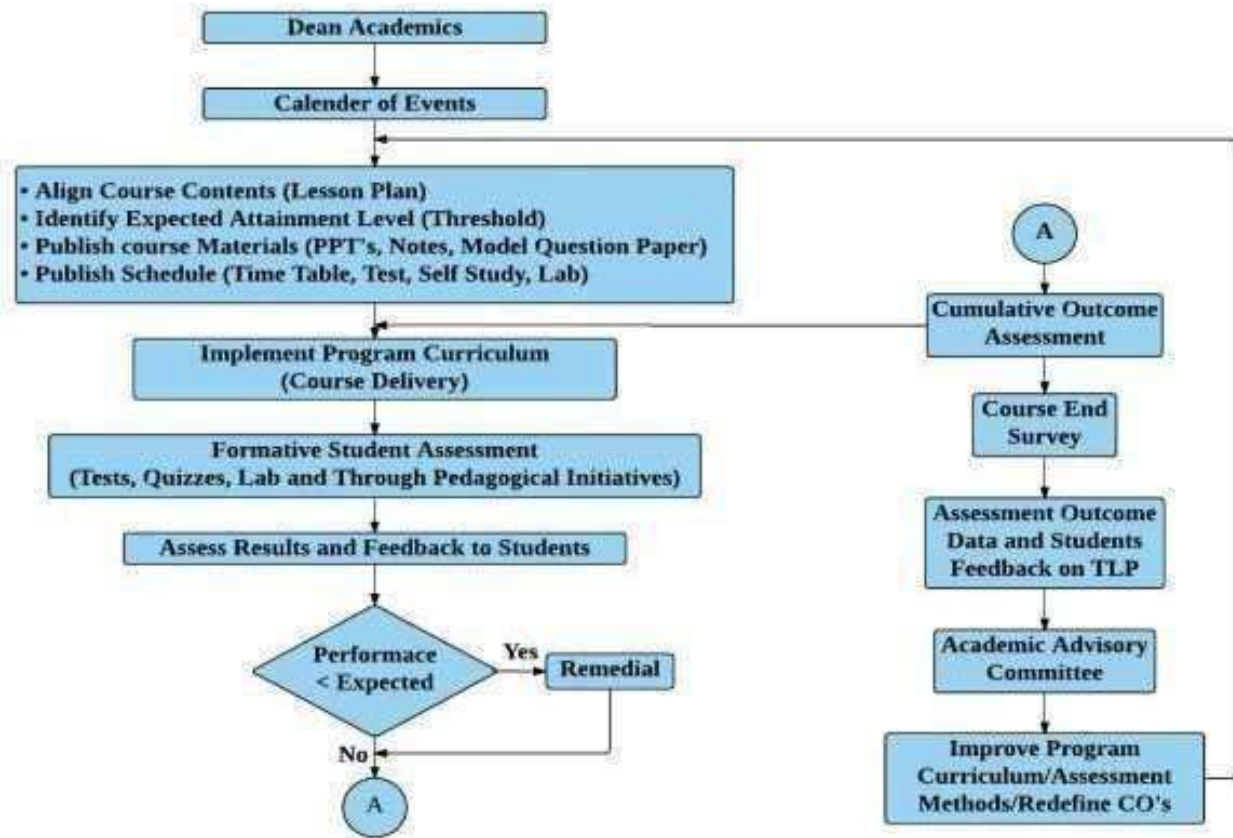 Dean Academics
Calender of Events
• Align Course Contents (Lesson Plan)
• Identify Expected Attainment Level (Threshold)
• Publish course Materials (PPT's, Notes, Model Question Paper)
• Publish Schedule (Time Table, Test, Self Study, Lab)
Implement Program Curriculum
(Course Delivery)
Formative Student Assessment
(Tests, Quizzes, Lab and Through Pedagogical Initiatives)
Assess Results and Feedback to Students
Performace
< Expected
Yes
Remedial
No
A
A
Cumulative Outcome
Assessment
Course End
Survey
Assessment Outcome
Data and Students
Feedback on TLP
Academic Advisory
Committee
Improve Program
Curriculum/Assessment
Methods/Redefine CO's